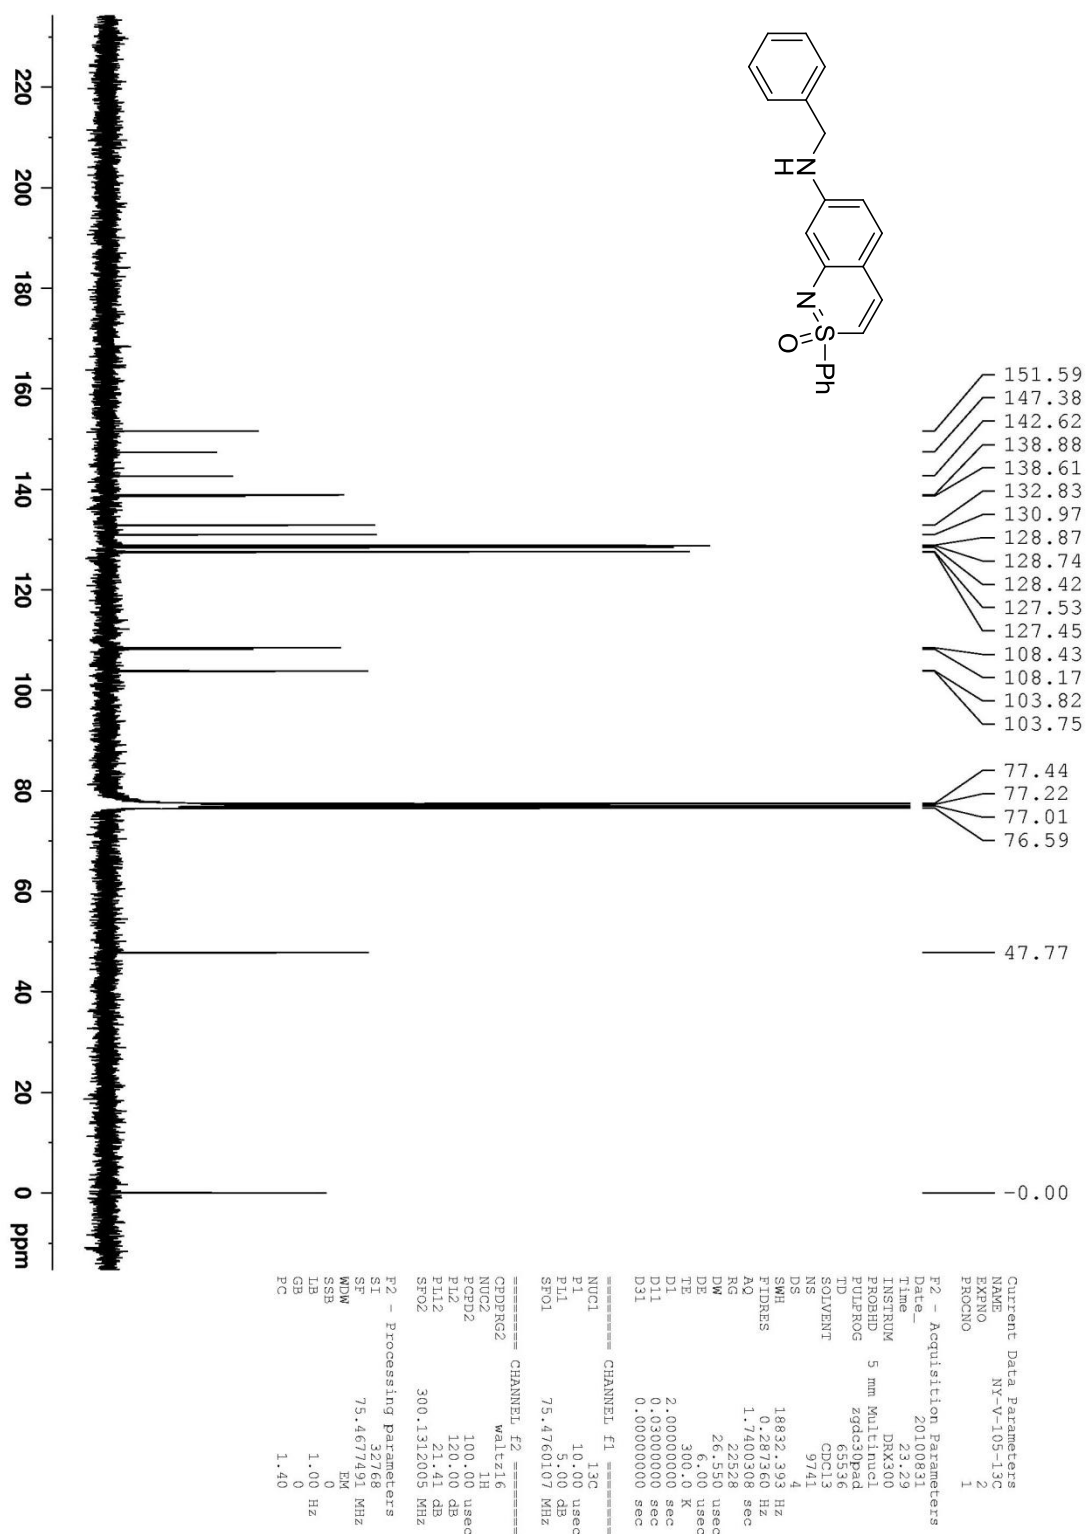 N
H
N
S
O
Ph
151.59
147.38
142.62
138.88
138.61
132.83
130.97
128.87
128.74
128.42
127.53
127.45
108.43
108.17
103.82
103.75
77.44
77.22
77.01
76.59
47.77
-0.00
220 200 180 160 140 120 100 80 60 40 20 0 ppm
Current Data Parameters
NAME NY-V-105-13C
EXPNO 2
PROCNO 1
F2 - Acquisition Parameters
Date_ 20100831
Time 23.29
INSTRUM DRX300
PROBHD 5 mm Multinucl
PULPROG zgdc30pad
TD 65536
SOLVENT CDCl3
NS 9741
DS 4
SWH 18832.393 Hz
FIDRES 0.287360 Hz
AQ 1.7400308 sec
RG 22528
DW 26.550 usec
DE 6.00 usec
TE 300.0 K
D1 2.00000000 sec
D11 0.03000000 sec
D31 0.00000000 sec
======== CHANNEL f1 ========
NUC1 13C
P1 10.00 usec
PL1 5.00 dB
SFO1 75.4760107 MHz
======== CHANNEL f2 ========
CPDPRG2 waltz16
NUC2 1H
PCPD2 100.00 usec
PL2 120.00 dB
PL12 21.41 dB
SFO2 300.1312005 MHz
F2 - Processing parameters
SI 32768
SF 75.4677491 MHz
WDW EM
SSB 0
LB 1.00 Hz
GB 0
PC 1.40